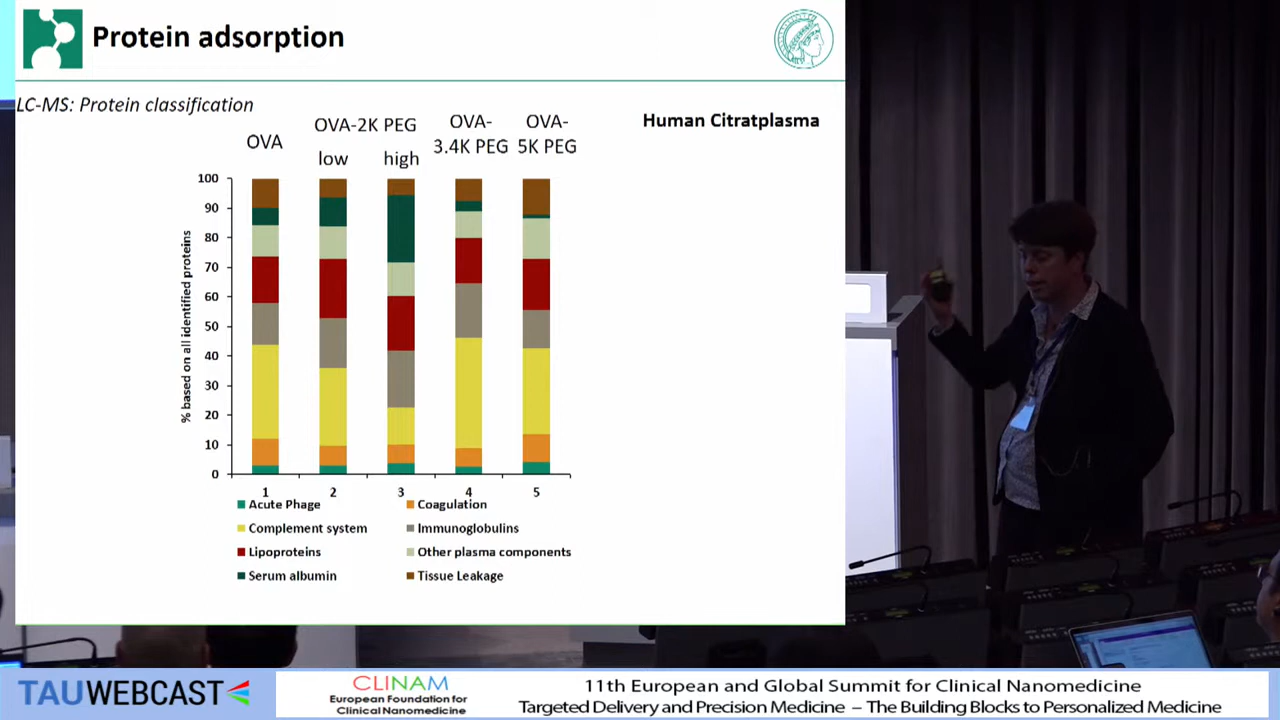 Protein adsorption
LC-MS: Protein classification
Human Citratplasma
OVA
OVA-2K PEG
low
high
OVA-
3.4K PEG
OVA-
5K PEG
% based on all identified proteins
100
90
80
70
60
50
40
30
20
10
0
1 2 3 4 5
Acute Phage
Coagulation
Complement system
Immunoglobulins
Lipoproteins
Other plasma components
Serum albumin
Tissue Leakage
TAUWEBCAST
CLINAM
European Foundation for
Clinical Nanomedicine
11th European and Global Summit for Clinical Nanomedicine
Targeted Delivery and Precision Medicine – The Building Blocks to Personalized Medicine